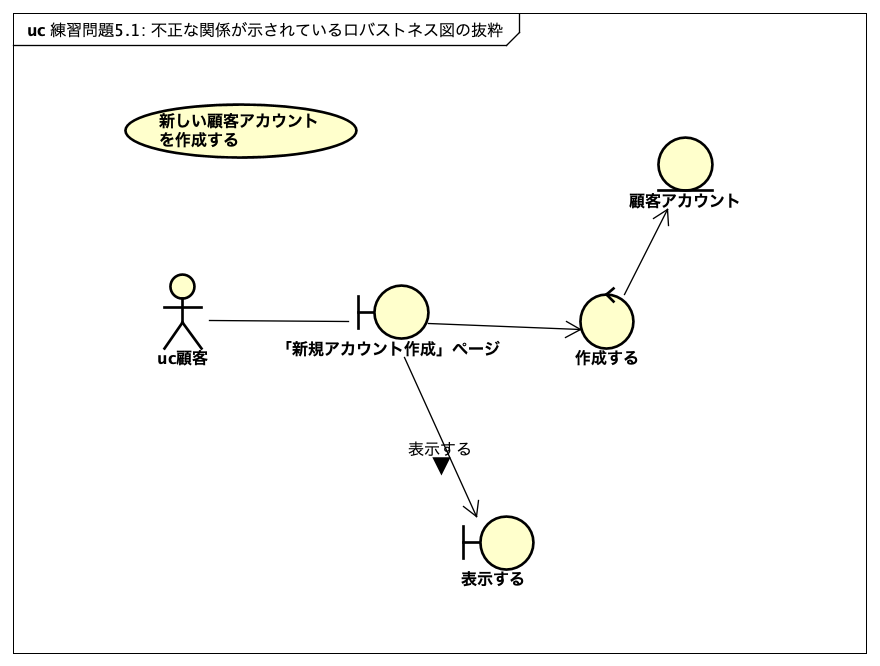 uc 練習問題5.1: 不正な関係が示されているロバストネス図の抜粋
新しい顧客アカウント
を作成する
顧客アカウント
「新規アカウント作成」ページ
uc顧客
作成する
表示する
表示する